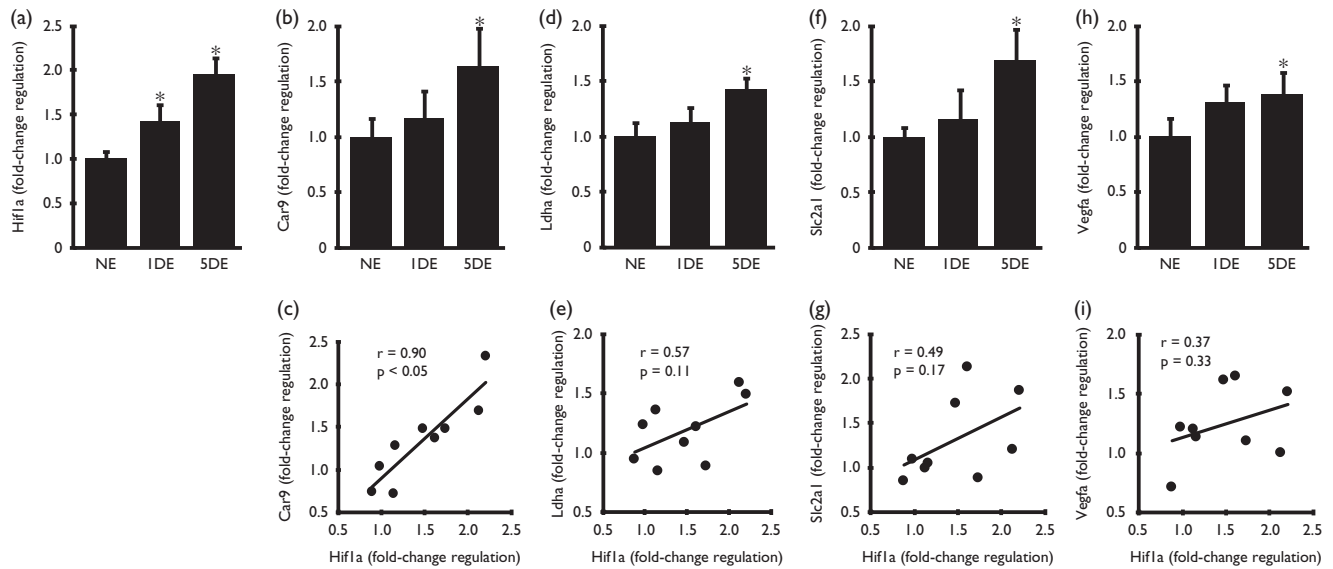 (a)
Hif1a (fold-change regulation)
2.5
2.0
1.5
1.0
0.5
0
*
*
NE 1DE 5DE
(b)
Car9 (fold-change regulation)
2.0
1.5
1.0
0.5
0
*
NE 1DE 5DE
(d)
Ldha (fold-change regulation)
2.0
1.5
1.0
0.5
0
*
NE 1DE 5DE
(f)
Slc2a1 (fold-change regulation)
2.0
1.5
1.0
0.5
0
*
NE 1DE 5DE
(h)
Vegfa (fold-change regulation)
2.0
1.5
1.0
0.5
0
*
NE 1DE 5DE
(c)
Car9 (fold-change regulation)
2.5
2.0
1.5
1.0
0.5
r = 0.90
p < 0.05
0.5 1.0 1.5 2.0 2.5
Hif1a (fold-change regulation)
(e)
Ldha (fold-change regulation)
2.0
1.5
1.0
0.5
r = 0.57
p = 0.11
0.5 1.0 1.5 2.0 2.5
Hif1a (fold-change regulation)
(g)
Slc2a1 (fold-change regulation)
2.5
2.0
1.5
1.0
0.5
r = 0.49
p = 0.17
0.5 1.0 1.5 2.0 2.5
Hif1a (fold-change regulation)
(i)
Vegfa (fold-change regulation)
2.0
1.5
1.0
0.5
r = 0.37
p = 0.33
0.5 1.0 1.5 2.0 2.5
Hif1a (fold-change regulation)